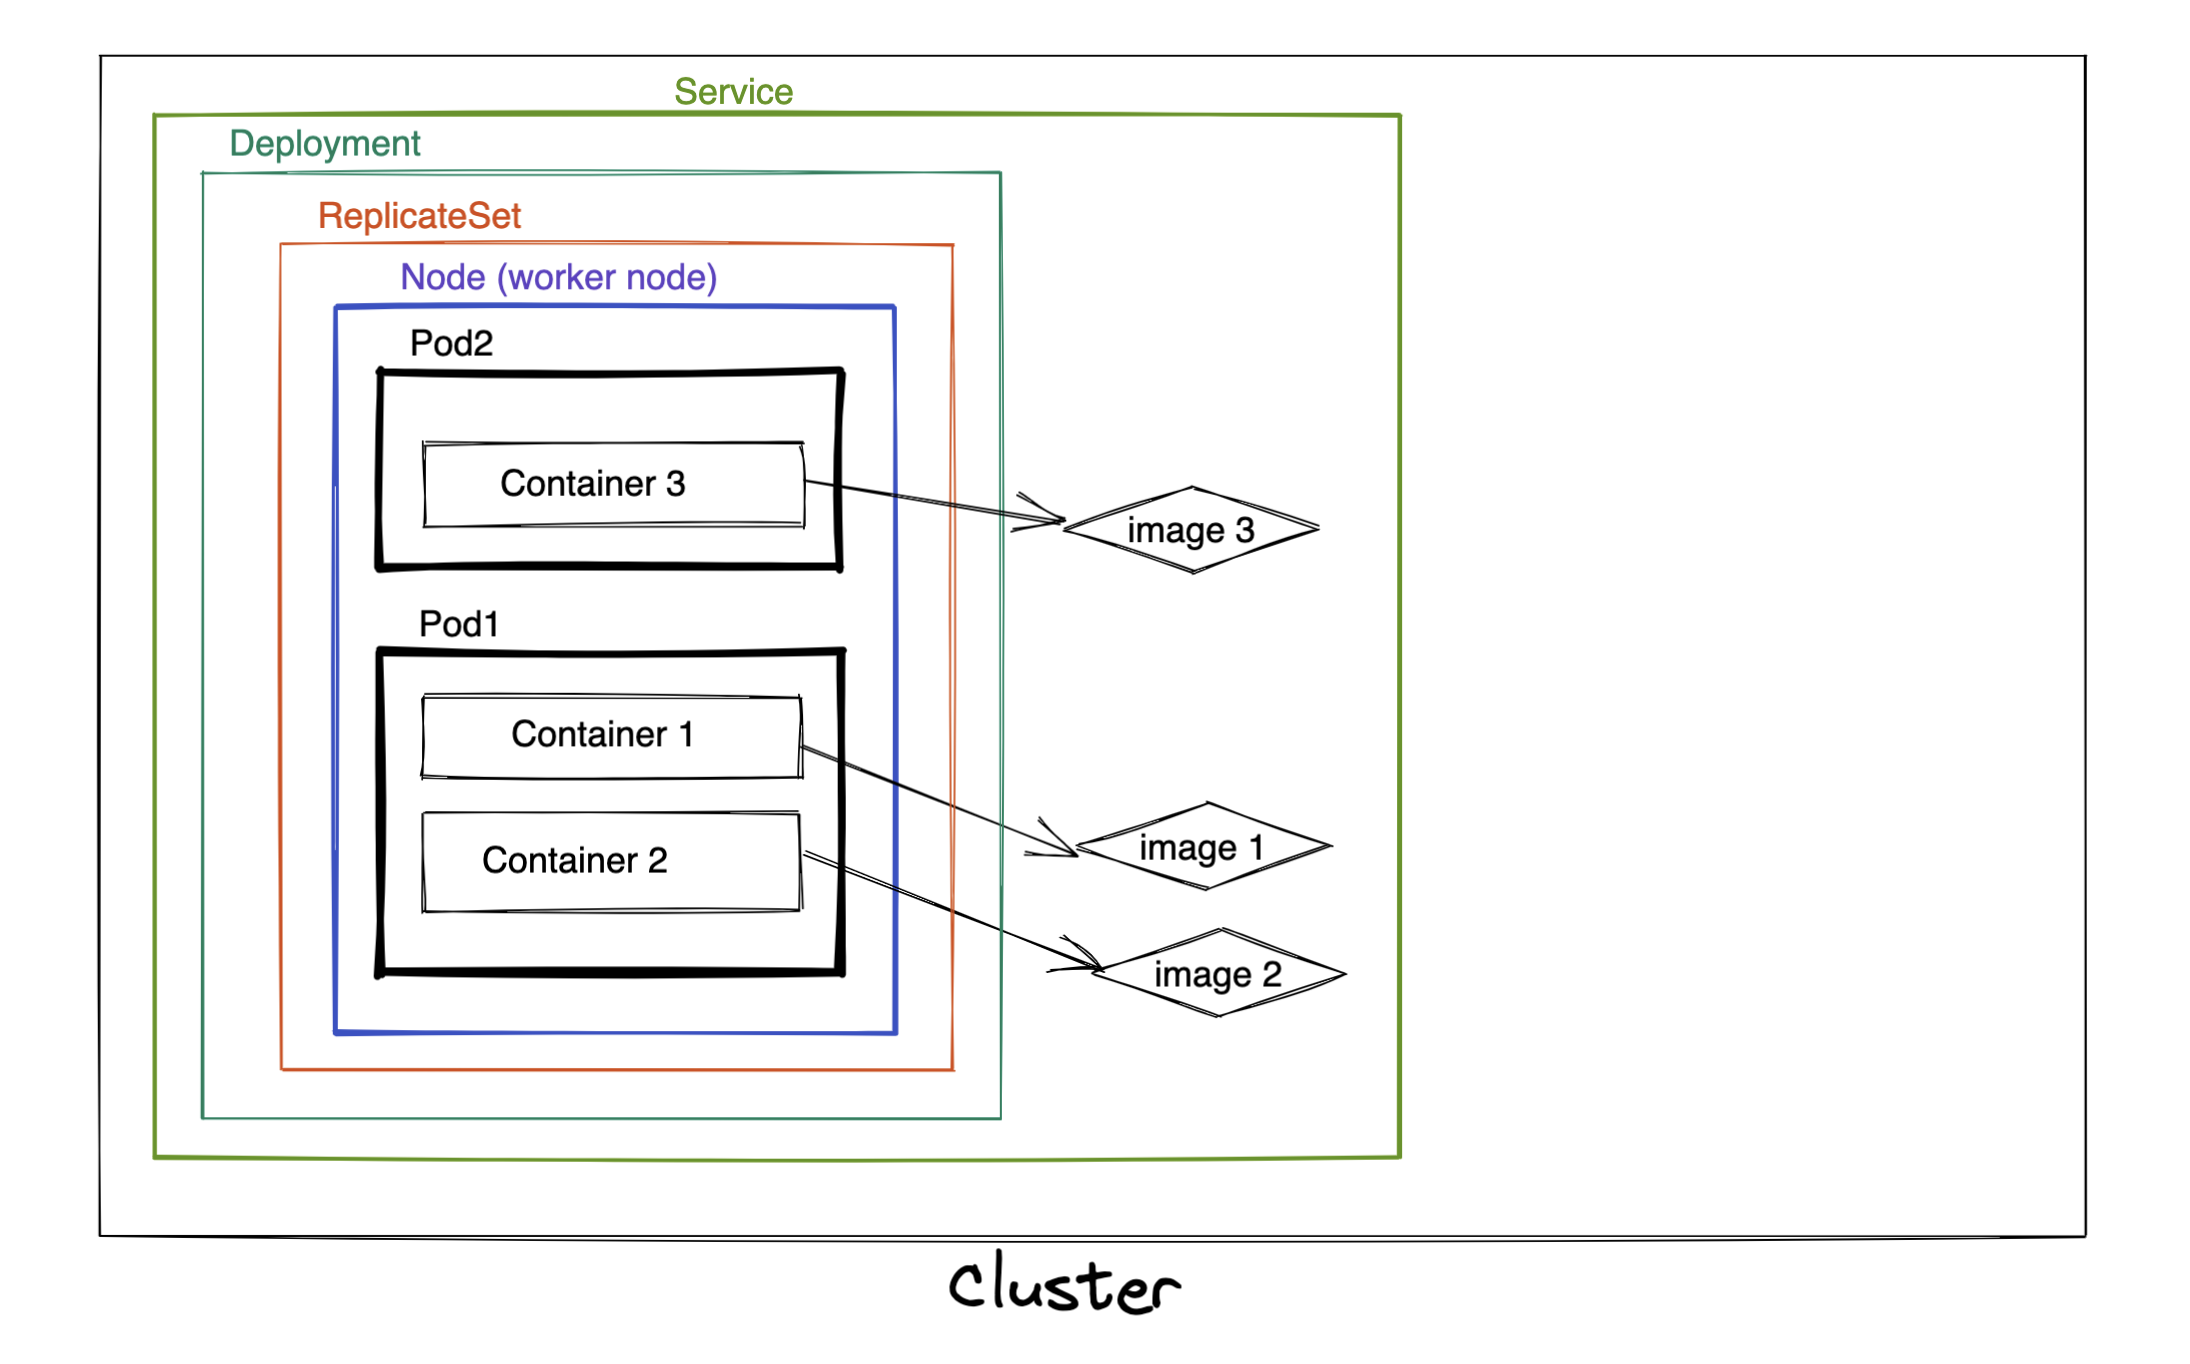 Service
Deployment
ReplicateSet
Node (worker node)
Pod2
Container 3
image 3
Pod1
Container 1
image 1
Container 2
image 2
Cluster